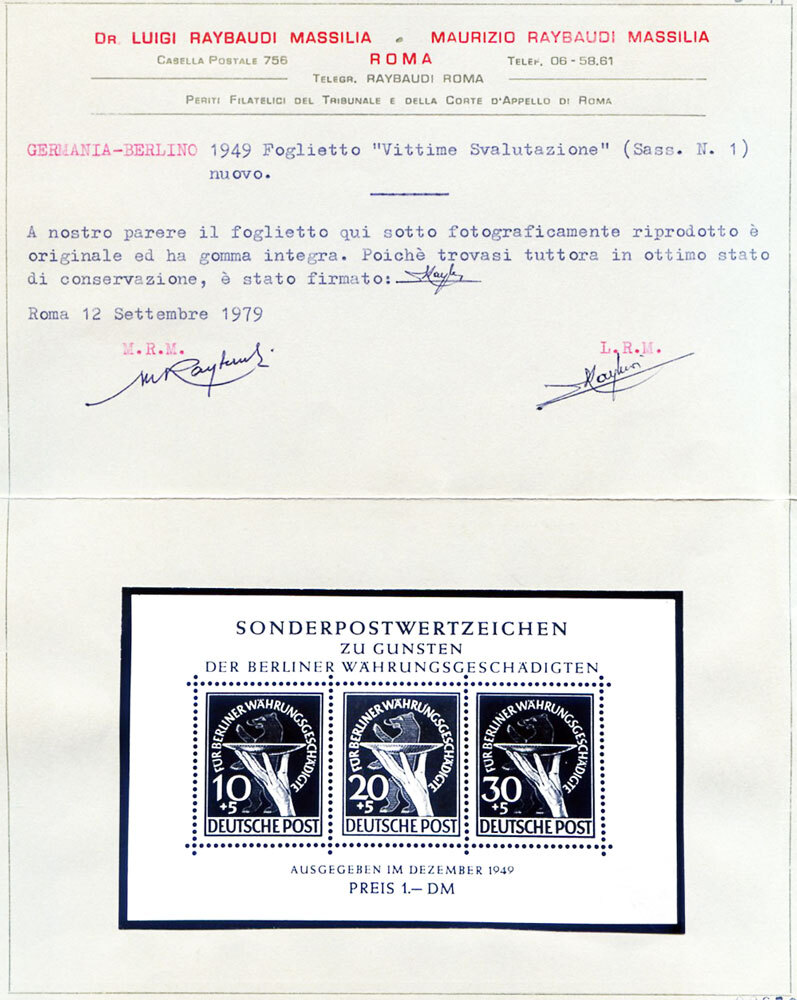 DR. LUIGI RAYBAUDI MASSILIA - MAURIZIO RAYBAUDI MASSILIA
CASELLA POSTALE 756 ROMA TELEF. 06-58.61
TELEGR. RAYBAUDI ROMA
PERITI FILATELICI DEL TRIBUNALE E DELLA CORTE D'APPELLO DI ROMA
GERMANIA-BERLINO 1949 Foglietto "Vittime Svalutazione" (Sass. N. 1)
nuovo.
A nostro parere il foglietto qui sotto fotograficamente riprodotto è
originale ed ha gomma integra. Poichè trovasi tuttora in ottimo stato
di conservazione, è stato firmato:
Roma 12 Settembre 1979
M.R.M. L.R.M.
SONDERPOSTWERTZEICHEN
ZU GUNSTEN
DER BERLINER WÄHRUNGSGESCHÄDIGTEN
FÜR BERLINER WÄHRUNGSGESCHÄDIGTE
10
+5
DEUTSCHE POST
FÜR BERLINER WÄHRUNGSGESCHÄDIGTE
20
+5
DEUTSCHE POST
FÜR BERLINER WÄHRUNGSGESCHÄDIGTE
30
+5
DEUTSCHE POST
AUSGEGEBEN IM DEZEMBER 1949
PREIS 1.— DM